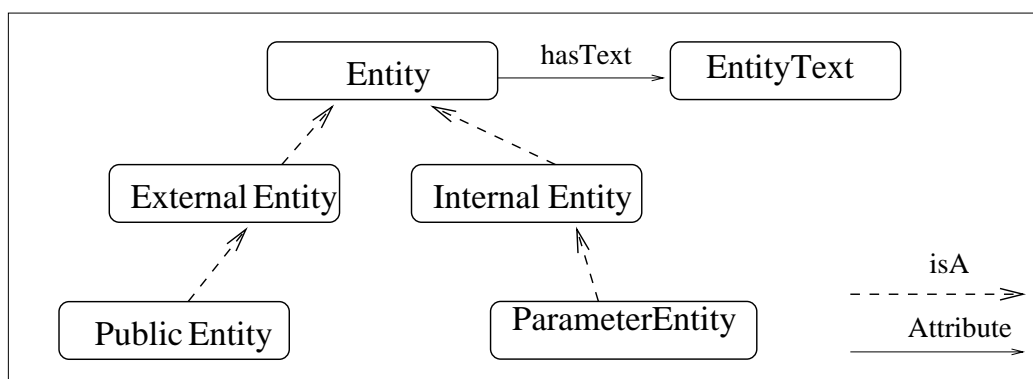 hasText
Entity
EntityText
External Entity
Internal Entity
isA
Public Entity
ParameterEntity
Attribute